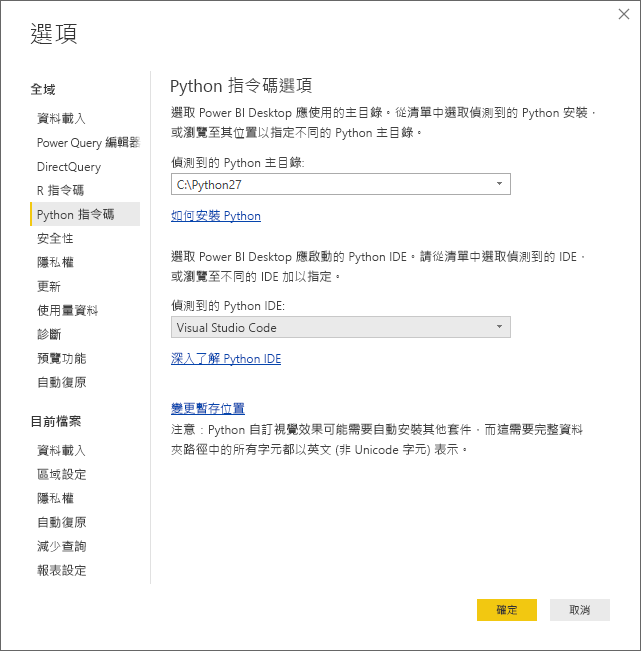 選項
全域
資料載入
Power Query 編輯器
DirectQuery
R 指令碼
Python 指令碼
安全性
隱私權
更新
使用量資料
診斷
預覽功能
自動復原
目前檔案
資料載入
區域設定
隱私權
自動復原
減少查詢
報表設定
Python 指令碼選項
選取 Power BI Desktop 應使用的主目錄。從清單中選取偵測到的 Python 安裝，
或瀏覽至其位置以指定不同的 Python 主目錄。
偵測到的 Python 主目錄:
C:\Python27
如何安裝 Python
選取 Power BI Desktop 應啟動的 Python IDE。請從清單中選取偵測到的 IDE，
或瀏覽至不同的 IDE 加以指定。
偵測到的 Python IDE:
Visual Studio Code
深入了解 Python IDE
變更暫存位置
注意：Python 自訂視覺效果可能需要自動安裝其他套件，而這需要完整資料
夾路徑中的所有字元都以英文 (非 Unicode 字元) 表示。
確定
取消